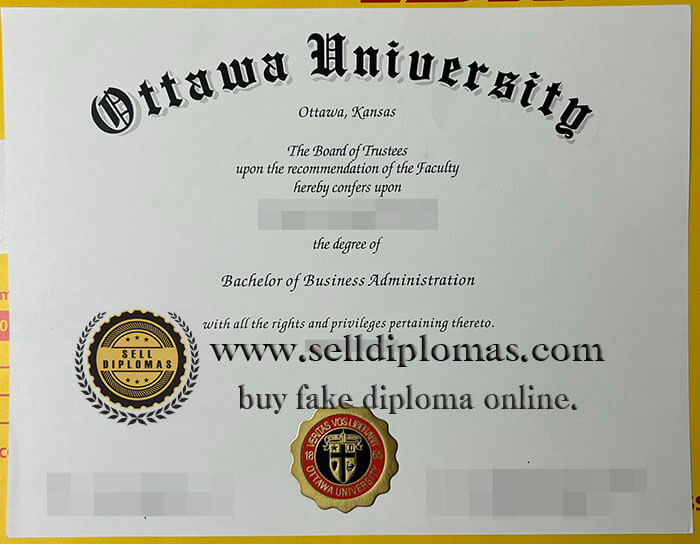 Ottawa University
Ottawa, Kansas
The Board of Trustees
upon the recommendation of the Faculty
hereby confers upon
the degree of
Bachelor of Business Administration
with all the rights and privileges pertaining thereto.
SELL
DIPLOMAS
www.selldiplomas.com
buy fake diploma online.
VERITAS VOS LIBERABIT
18 65
OTTAWA UNIVERSITY